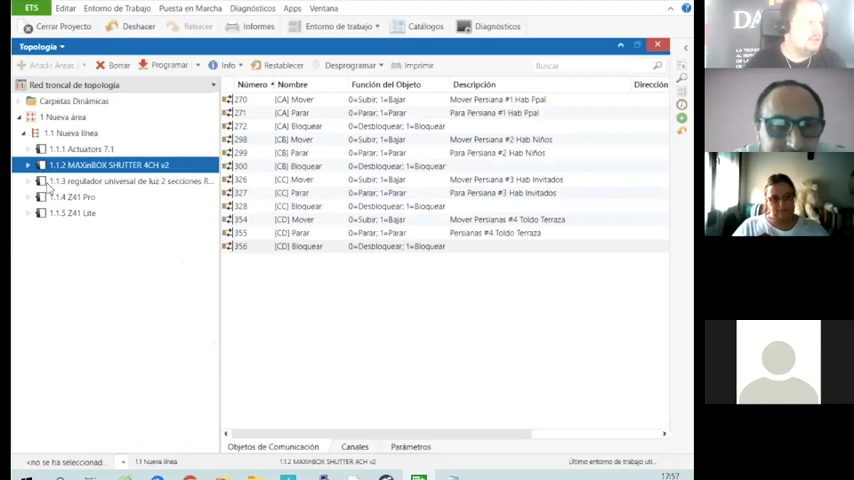 ETS Editar Entorno de Trabajo Puesta en Marcha Diagnósticos Apps Ventana
Cerrar Proyecto Deshacer Renacer Informes Entorno de trabajo Catálogos Diagnósticos
Topología
Añadir Áreas Borrar Programar Info Restablecer Desprogramar Imprimir Buscar
Red troncal de topología
Carpetas Dinámicas
1 Nueva área
1.1 Nueva línea
1.1.1 Actuators 7.1
1.1.2 MAXinBOX SHUTTER 4CH v2
1.1.3 regulador universal de luz 2 secciones R...
1.1.4 Z41 Pro
1.1.5 Z41 Lite
Número Nombre Función del Objeto Descripción Dirección
270 [CA] Mover 0=Subir; 1=Bajar Mover Persiana #1 Hab Ppal
271 [CA] Parar 0=Parar; 1=Parar Para Persiana #1 Hab Ppal
272 [CA] Bloquear 0=Desbloquear; 1=Bloquear
298 [CB] Mover 0=Subir; 1=Bajar Mover Persiana #2 Hab Niños
299 [CB] Parar 0=Parar; 1=Parar Para Persiana #2 Hab Niños
300 [CB] Bloquear 0=Desbloquear; 1=Bloquear
326 [CC] Mover 0=Subir; 1=Bajar Mover Persiana #3 Hab Invitados
327 [CC] Parar 0=Parar; 1=Parar Para Persiana #3 Hab Invitados
328 [CC] Bloquear 0=Desbloquear; 1=Bloquear
354 [CD] Mover 0=Subir; 1=Bajar Mover Persianas #4 Toldo Terraza
355 [CD] Parar 0=Parar; 1=Parar Persianas #4 Toldo Terraza
356 [CD] Bloquear 0=Desbloquear; 1=Bloquear
Objetos de Comunicación Canales Parámetros
<no se ha seleccionad... 1.1 Nueva línea 1.1.2 MAXinBOX SHUTTER 4CH v2 Último entorno de trabajo uti...
17:57
DA